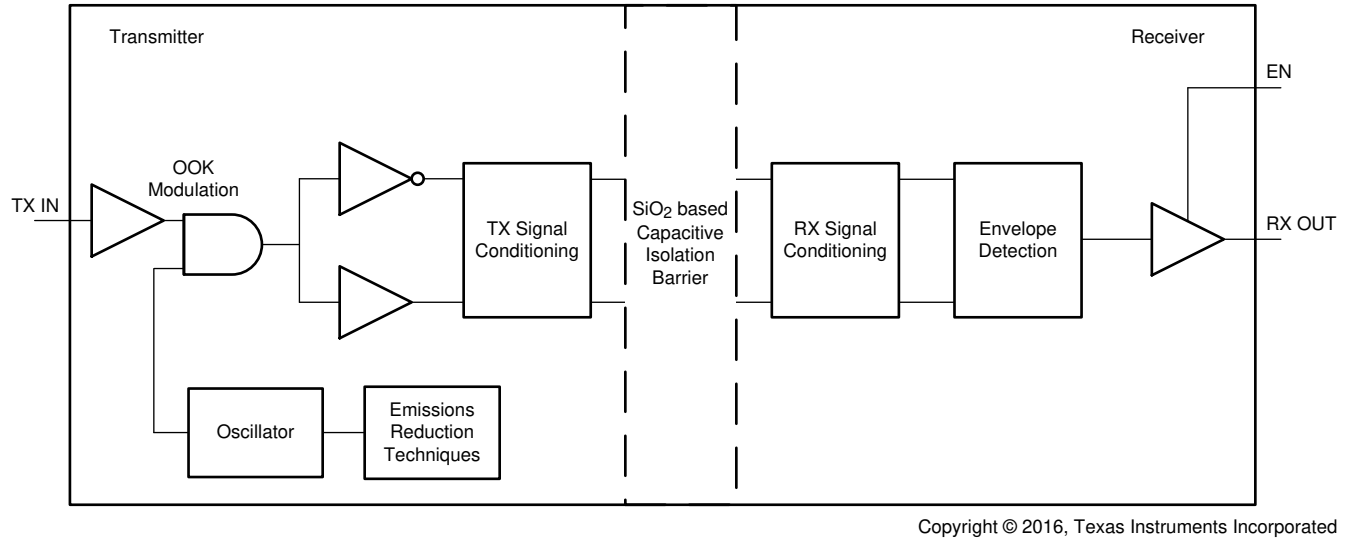 Transmitter
Receiver
EN
OOK
Modulation
TX IN
TX Signal
Conditioning
SiO2 based
Capacitive
Isolation
Barrier
RX Signal
Conditioning
Envelope
Detection
RX OUT
Oscillator
Emissions
Reduction
Techniques
Copyright © 2016, Texas Instruments Incorporated